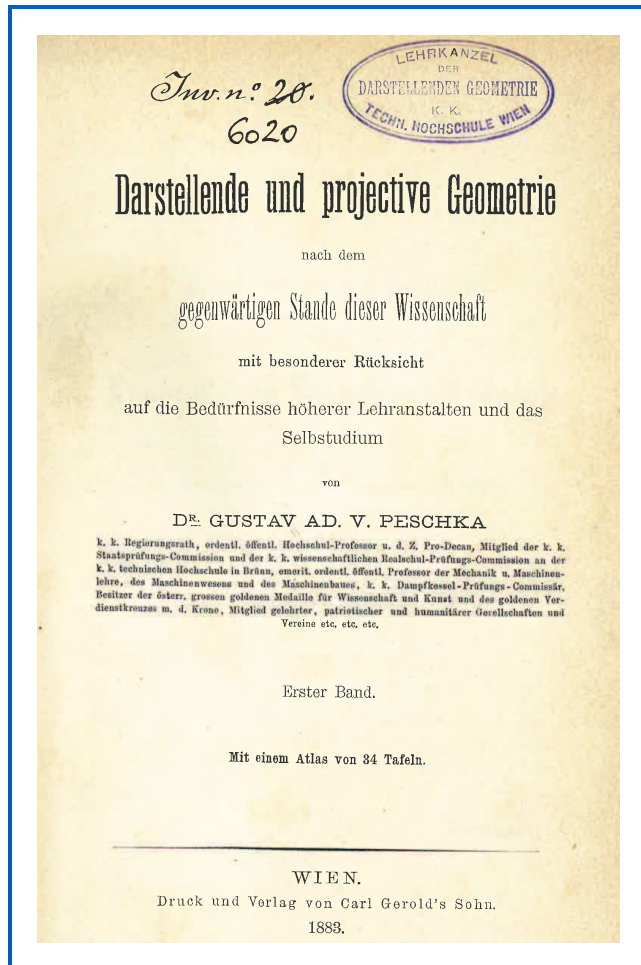 Inv. n.º 20.
6020
LEHRKANZEL
DER
DARSTELLENDEN GEOMETRIE
K. K.
TECHN. HOCHSCHULE WIEN
Darstellende und projective Geometrie
nach dem
gegenwärtigen Stande dieser Wissenschaft
mit besonderer Rücksicht
auf die Bedürfnisse höherer Lehranstalten und das
Selbstudium
von
DR. GUSTAV AD. V. PESCHKA
k. k. Regierungsrath, ordentl. öffentl. Hochschul-Professor u. d. Z, Pro-Decan, Mitglied der k. k.
Staatsprüfungs-Commission und der k. k. wissenschaftlichen Realschul-Prüfungs-Commission an der
k. k. technischen Hochschule in Brünn, emerit. ordentl. öffentl. Professor der Mechanik u. Maschinen-
lehre, des Maschinenwesens und des Maschinenbaues, k. k. Dampfkessel-Prüfungs-Commissär,
Besitzer der österr. grossen goldenen Medaille für Wissenschaft und Kunst und des goldenen Ver-
dienstkreuzes m. d. Krone, Mitglied gelehrter, patriotischer und humanitärer Gesellschaften und
Vereine etc. etc. etc.
Erster Band.
Mit einem Atlas von 34 Tafeln.
WIEN.
Druck und Verlag von Carl Gerold's Sohn.
1883.